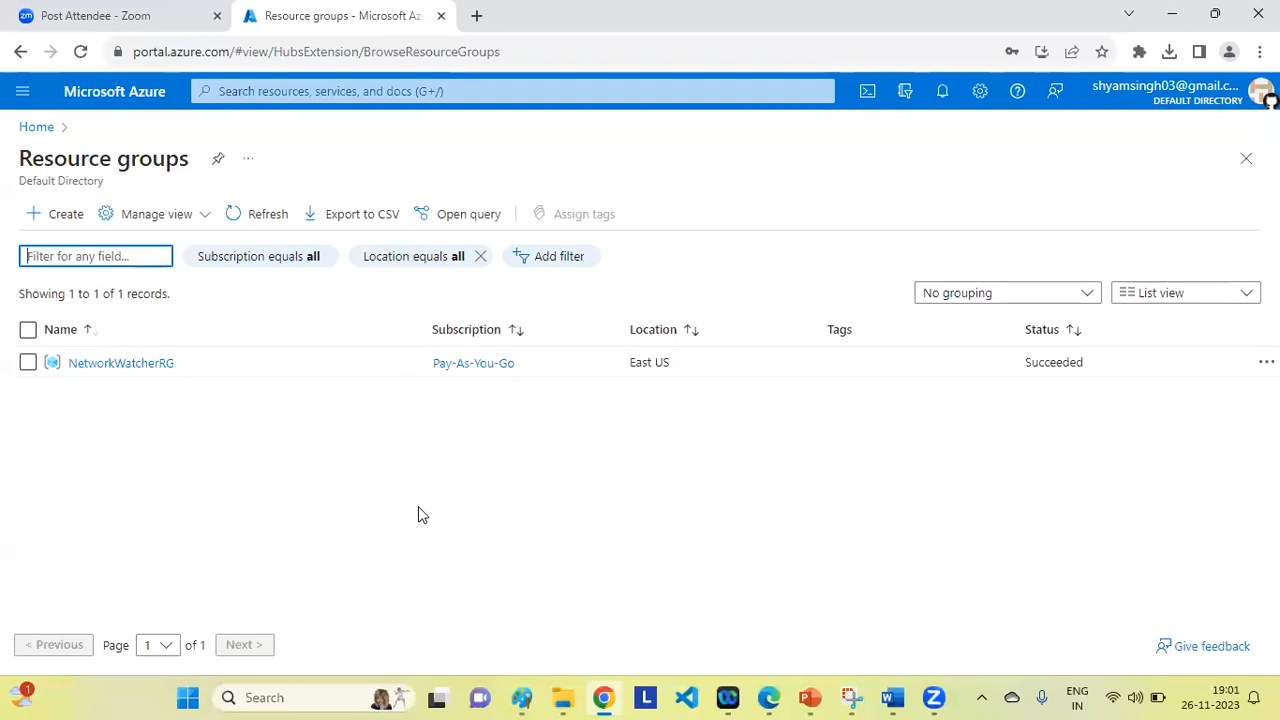 Post Attendee - Zoom
Resource groups - Microsoft Az
portal.azure.com/#view/HubsExtension/BrowseResourceGroups
Microsoft Azure
Search resources, services, and docs (G+/)
shyamsingh03@gmail.c...
DEFAULT DIRECTORY
Home
Resource groups
Default Directory
Create
Manage view
Refresh
Export to CSV
Open query
Assign tags
Filter for any field...
Subscription equals all
Location equals all
Add filter
Showing 1 to 1 of 1 records.
No grouping
List view
Name
Subscription
Location
Tags
Status
NetworkWatcherRG
Pay-As-You-Go
East US
Succeeded
< Previous
Page
1
of 1
Next >
Give feedback
1
Search
ENG
IN
19:01
26-11-2023